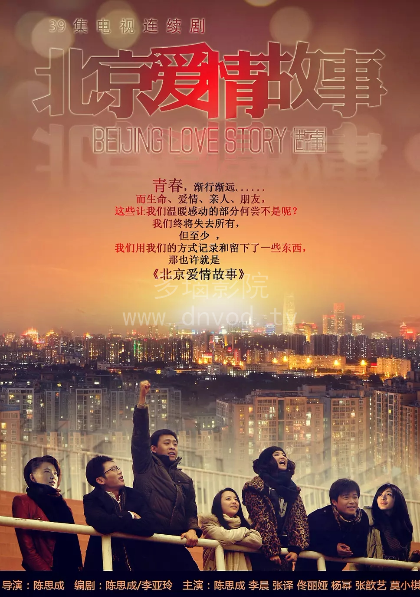 39集电视连续剧
北京爱情故事
BEIJING LOVE STORY
青春，渐行渐远......
而生命、爱情、亲人、朋友，
这些让我们温暖感动的部分何尝不是呢？
我们终将失去所有，
但至少，
我们用我们的方式记录和留下了一些东西，
那也许就是
《北京爱情故事》
多瑙影院
www.dnvod.tv
导演：陈思成 编剧：陈思成/李亚玲 主演：陈思成 李晨 张译 佟丽娅 杨幂 张歆艺 莫小棋